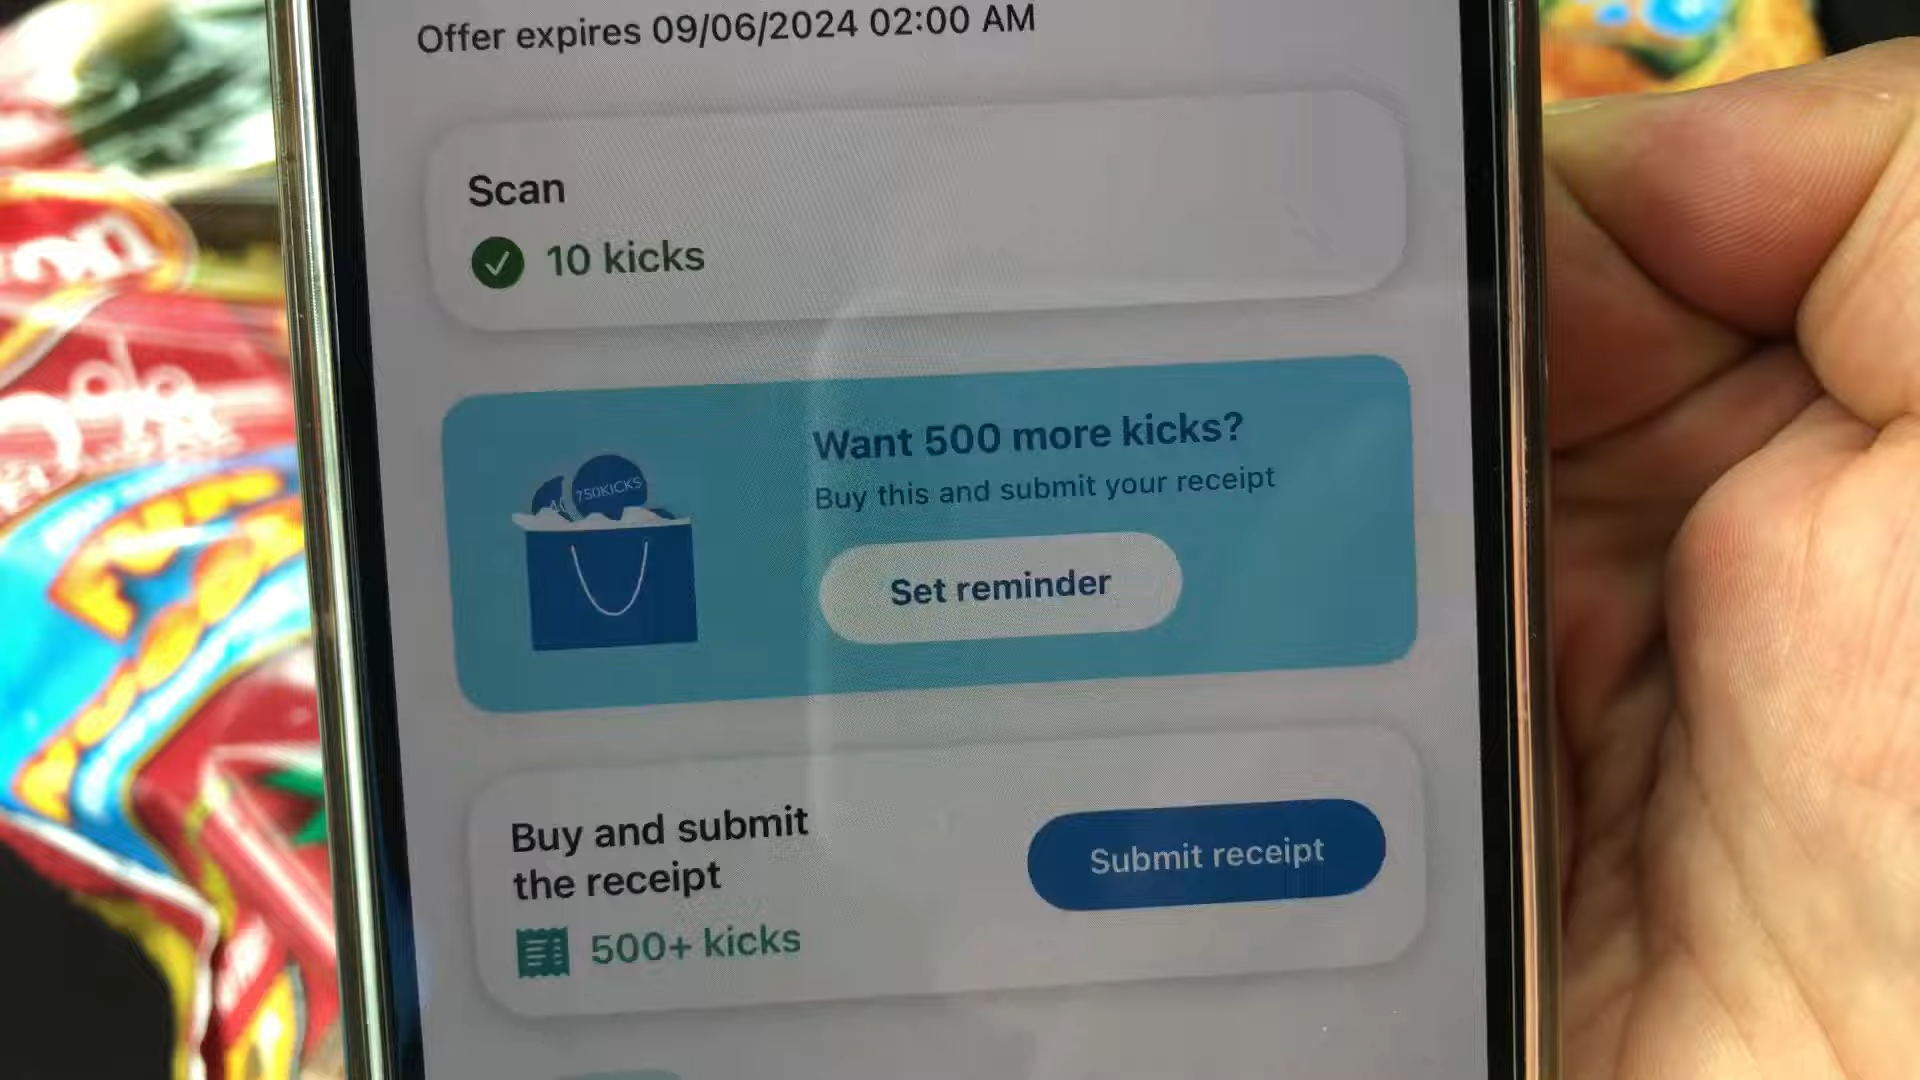 Offer expires 09/06/2024 02:00 AM
Scan
10 kicks
Want 500 more kicks?
Buy this and submit your receipt
750KICKS
Set reminder
Buy and submit
the receipt
Submit receipt
500+ kicks